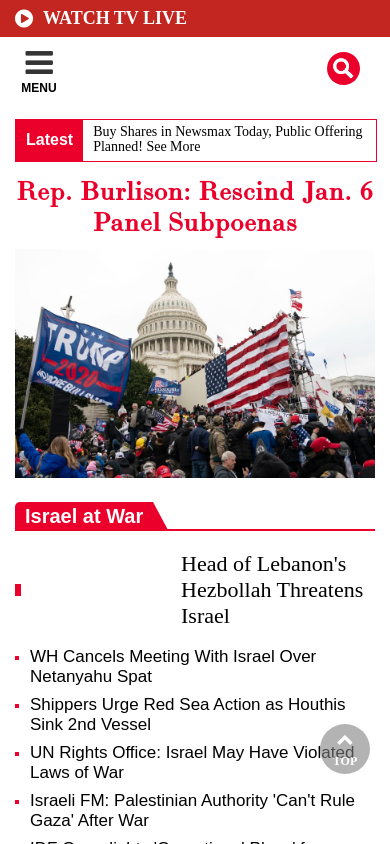 WATCH TV LIVE
MENU
Latest
Buy Shares in Newsmax Today, Public Offering
Planned! See More
Rep. Burlison: Rescind Jan. 6
Panel Subpoenas
TRUMP
2020
Israel at War
Head of Lebanon's
Hezbollah Threatens
Israel
WH Cancels Meeting With Israel Over
Netanyahu Spat
Shippers Urge Red Sea Action as Houthis
Sink 2nd Vessel
UN Rights Office: Israel May Have Violated
Laws of War
TOP
Israeli FM: Palestinian Authority 'Can't Rule
Gaza' After War